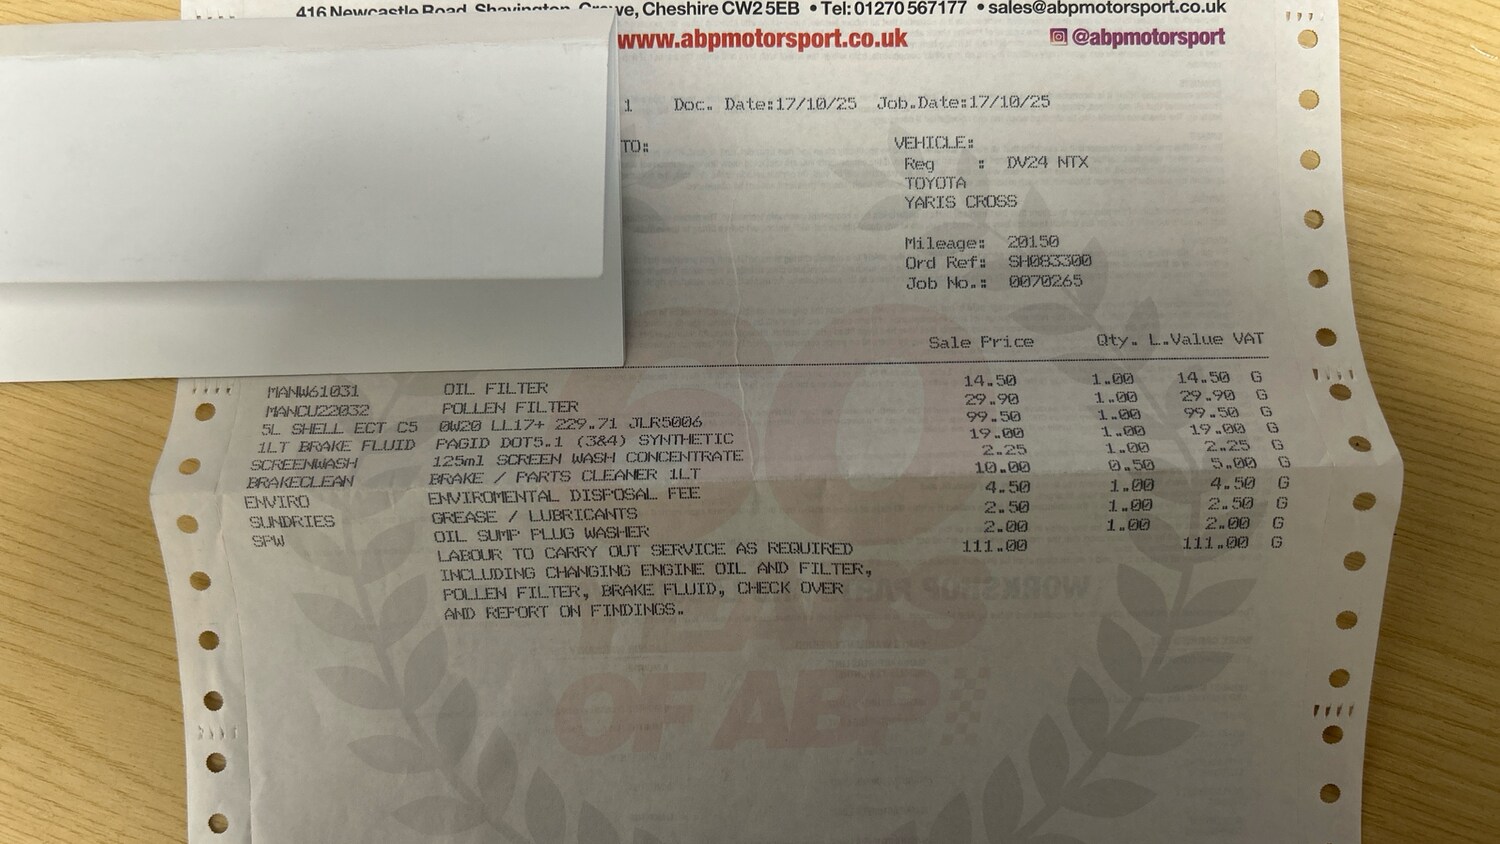 416 Newcastle Road, Shavington, Crewe, Cheshire CW2 5EB • Tel: 01270 567177 • sales@abpmotorsport.co.uk
www.abpmotorsport.co.uk @abpmotorsport
1 Doc. Date:17/10/25 Job.Date:17/10/25
TO: VEHICLE:
Reg : DV24 NTX
TOYOTA
YARIS CROSS
Mileage: 20150
Ord Ref: SH083300
Job No.: 0070265
Sale Price Qty. L.Value VAT
MANW61031 OIL FILTER 14.50 1.00 14.50 G
MANCU22032 POLLEN FILTER 29.90 1.00 29.90 G
5L SHELL ECT C5 0W20 LL17+ 229.71 JLR5006 99.50 1.00 99.50 G
1LT BRAKE FLUID PAGID DOT5.1 (3&4) SYNTHETIC 19.00 1.00 19.00 G
SCREENWASH 125ml SCREEN WASH CONCENTRATE 2.25 1.00 2.25 G
BRAKECLEAN BRAKE / PARTS CLEANER 1LT 10.00 0.50 5.00 G
ENVIRO ENVIROMENTAL DISPOSAL FEE 4.50 1.00 4.50 G
SUNDRIES GREASE / LUBRICANTS 2.50 1.00 2.50 G
SPW OIL SUMP PLUG WASHER 2.00 1.00 2.00 G
LABOUR TO CARRY OUT SERVICE AS REQUIRED 111.00 111.00 G
INCLUDING CHANGING ENGINE OIL AND FILTER,
POLLEN FILTER, BRAKE FLUID, CHECK OVER
AND REPORT ON FINDINGS.
YEARS
OF ABP